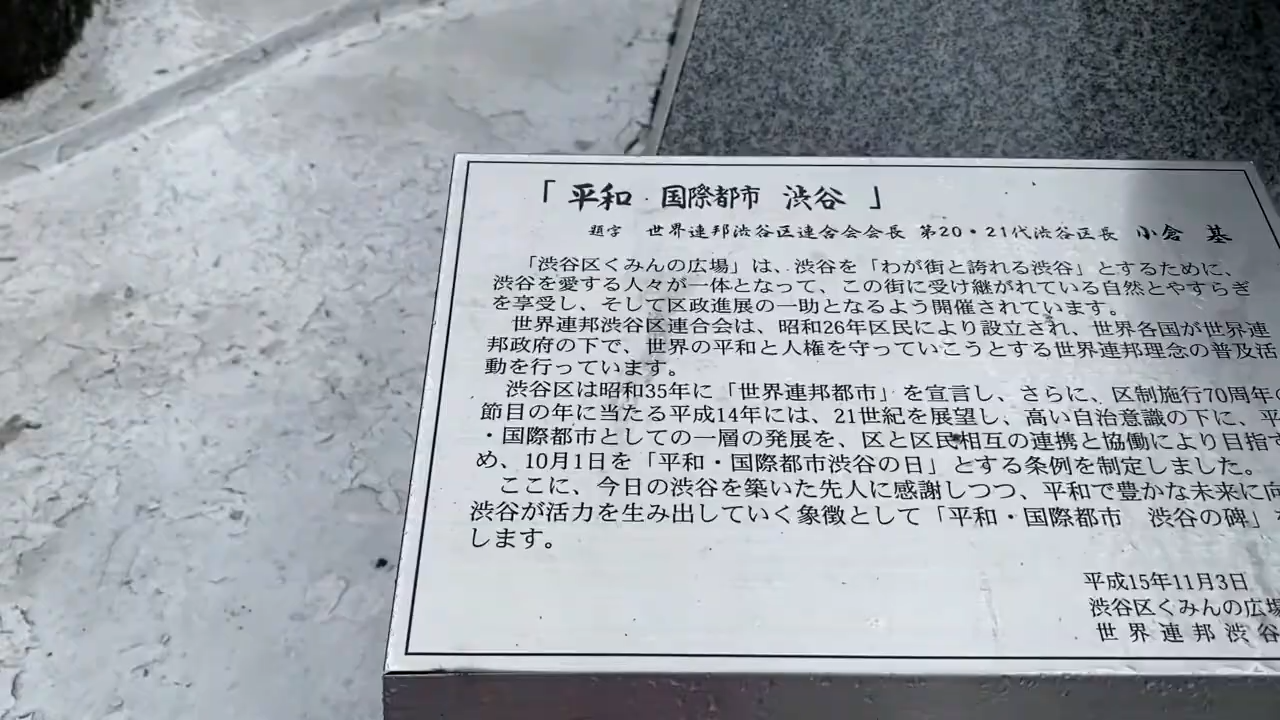 「平和・国際都市 渋谷」
題字 世界連邦渋谷区連合会会長 第20・21代渋谷区長 小倉 基
「渋谷区くみんの広場」は、渋谷を「わが街と誇れる渋谷」とするために、
渋谷を愛する人々が一体となって、この街に受け継がれている自然とやすらぎ
を享受し、そして区政進展の一助となるよう開催されています。
世界連邦渋谷区連合会は、昭和26年区民により設立され、世界各国が世界連
邦政府の下で、世界の平和と人権を守っていこうとする世界連邦理念の普及活
動を行っています。
渋谷区は昭和35年に「世界連邦都市」を宣言し、さらに、区制施行70周年
節目の年に当たる平成14年には、21世紀を展望し、高い自治意識の下に、平
・国際都市としての一層の発展を、区と区民相互の連携と協働により目指す
め、10月1日を「平和・国際都市渋谷の日」とする条例を制定しました。
ここに、今日の渋谷を築いた先人に感謝しつつ、平和で豊かな未来に向
渋谷が活力を生み出していく象徴として「平和・国際都市 渋谷の碑」
します。
平成15年11月3日
渋谷区くみんの広場
世界連邦渋谷